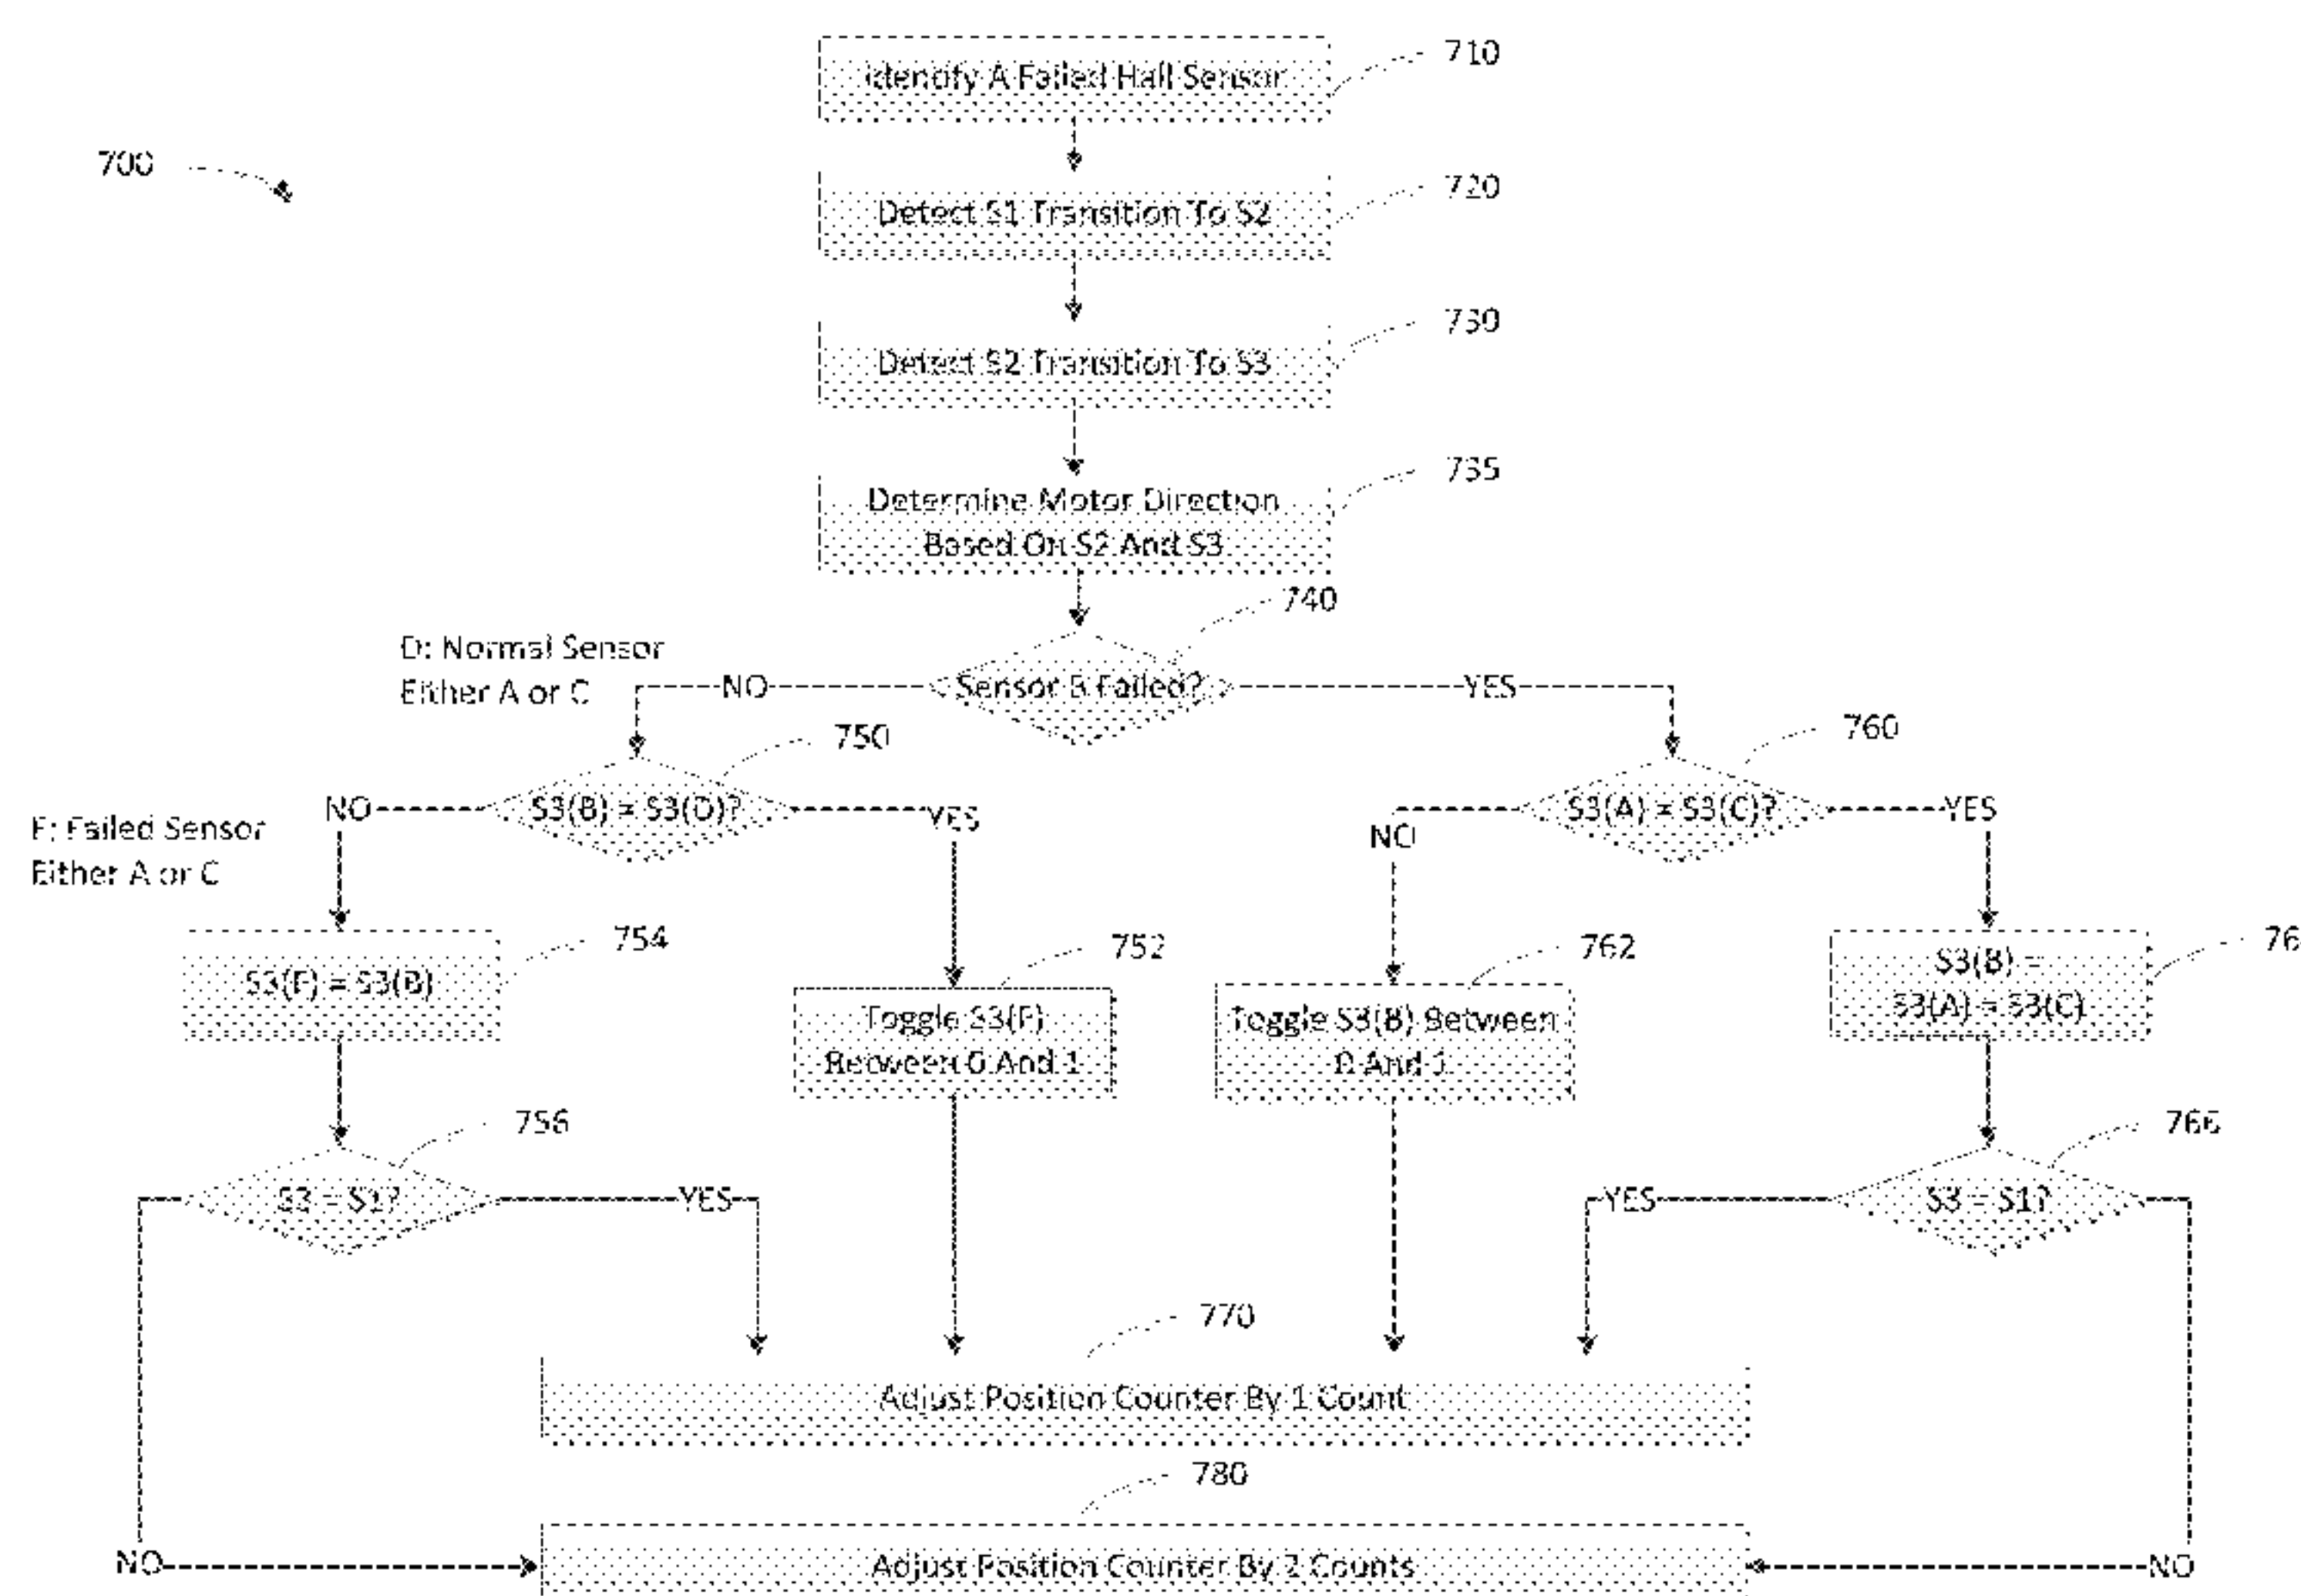 Identify A Failed Hall Sensor
710
700
Detect S1 Transition To S2
720
Detect S2 Transition To S3
730
Determine Motor Direction
Based On S2 And S3
735
740
Sensor B Failed?
NO
YES
D: Normal Sensor
Either A or C
750
760
S3(B) = S3(D)?
NO
YES
S3(A) = S3(C)?
NO
YES
F: Failed Sensor
Either A or C
754
752
762
76
S3(F) = S3(B)
Toggle S3(F)
Between 0 And 1
Toggle S3(B) Between
0 And 1
S3(B) =
S3(A) = S3(C)
756
766
S3 = S1?
YES
YES
S3 = S1?
770
Adjust Position Counter By 1 Count
780
NO
Adjust Position Counter By 2 Counts
NO